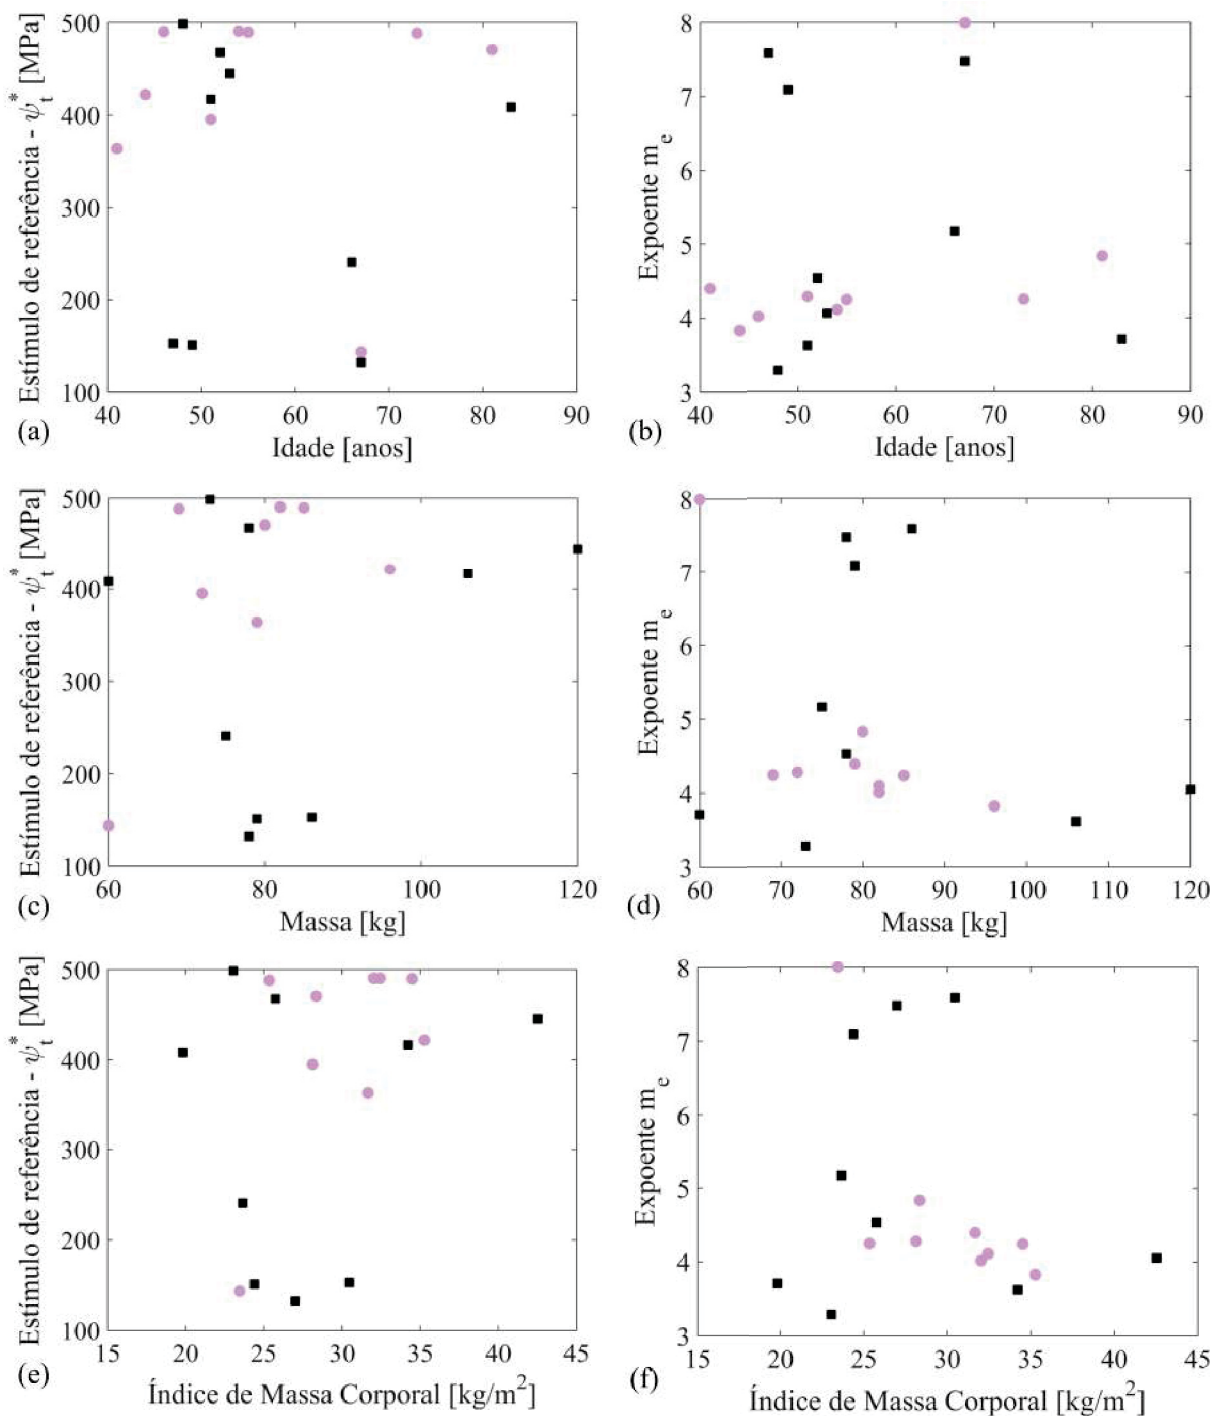 500
400
300
200
100
Estímulo de referência - ψt* [MPa]
40 50 60 70 80 90
(a)
Idade [anos]
8
7
6
5
4
3
Expoente me
40 50 60 70 80 90
(b)
Idade [anos]
500
400
300
200
100
Estímulo de referência - ψt* [MPa]
60 80 100 120
(c)
Massa [kg]
8
7
6
5
4
3
Expoente me
60 70 80 90 100 110 120
(d)
Massa [kg]
500
400
300
200
100
Estímulo de referência - ψt* [MPa]
15 20 25 30 35 40 45
(e)
Índice de Massa Corporal [kg/m²]
8
7
6
5
4
3
Expoente me
15 20 25 30 35 40 45
(f)
Índice de Massa Corporal [kg/m²]